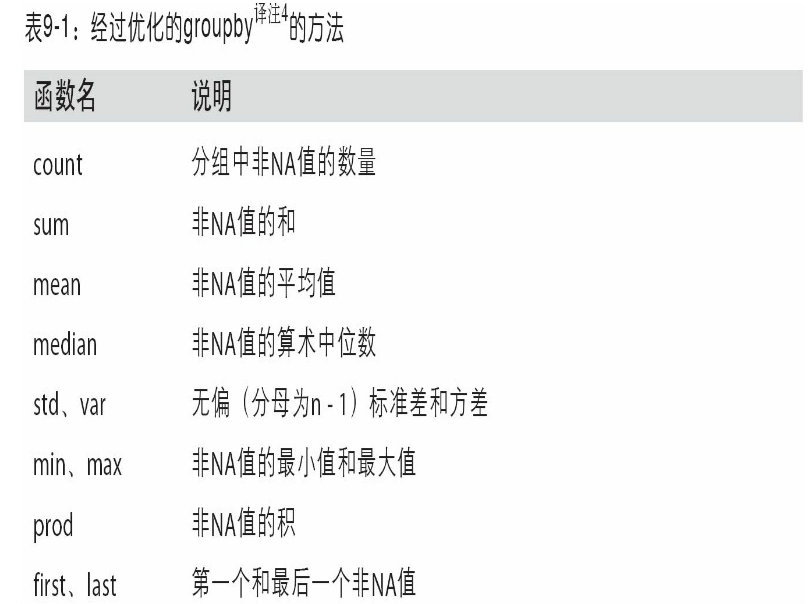 表9-1：经过优化的groupby译注4的方法
函数名 说明
count 分组中非NA值的数量
sum 非NA值的和
mean 非NA值的平均值
median 非NA值的算术中位数
std、var 无偏（分母为n - 1）标准差和方差
min、max 非NA值的最小值和最大值
prod 非NA值的积
first、last 第一个和最后一个非NA值